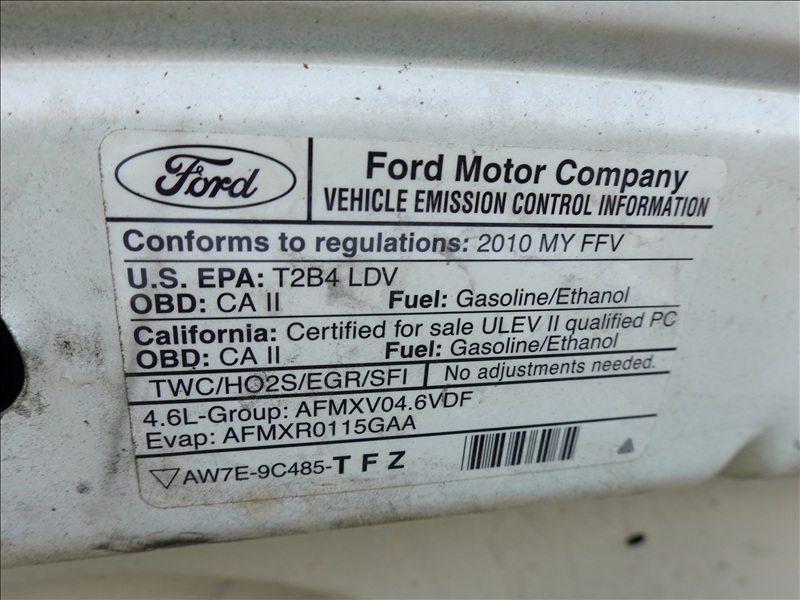 Ford
Ford Motor Company
VEHICLE EMISSION CONTROL INFORMATION
Conforms to regulations: 2010 MY FFV
U.S. EPA: T2B4 LDV
OBD: CA II Fuel: Gasoline/Ethanol
California: Certified for sale ULEV II qualified PC
OBD: CA II Fuel: Gasoline/Ethanol
TWC/HO2S/EGR/SFI No adjustments needed.
4.6L-Group: AFMXV04.6VDF
Evap: AFMXR0115GAA
AW7E-9C485-TFZ